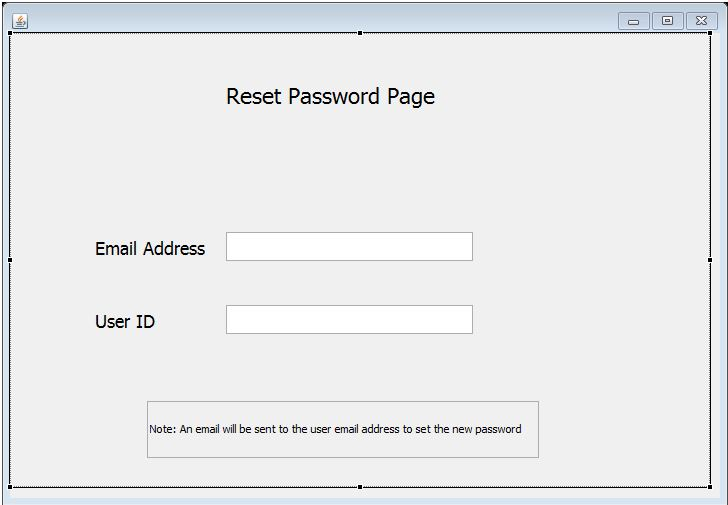 Reset Password Page
Email Address
User ID
Note: An email will be sent to the user email address to set the new password